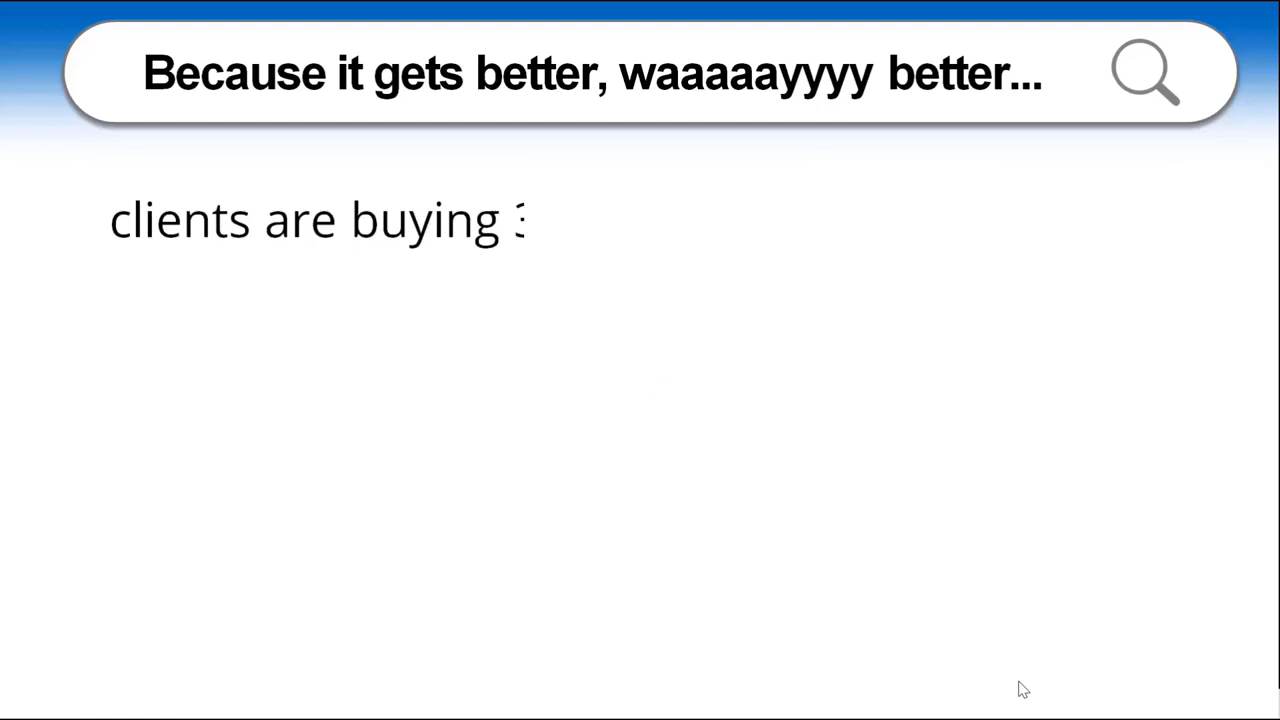 Because it gets better, waaaaayyyy better...
clients are buying